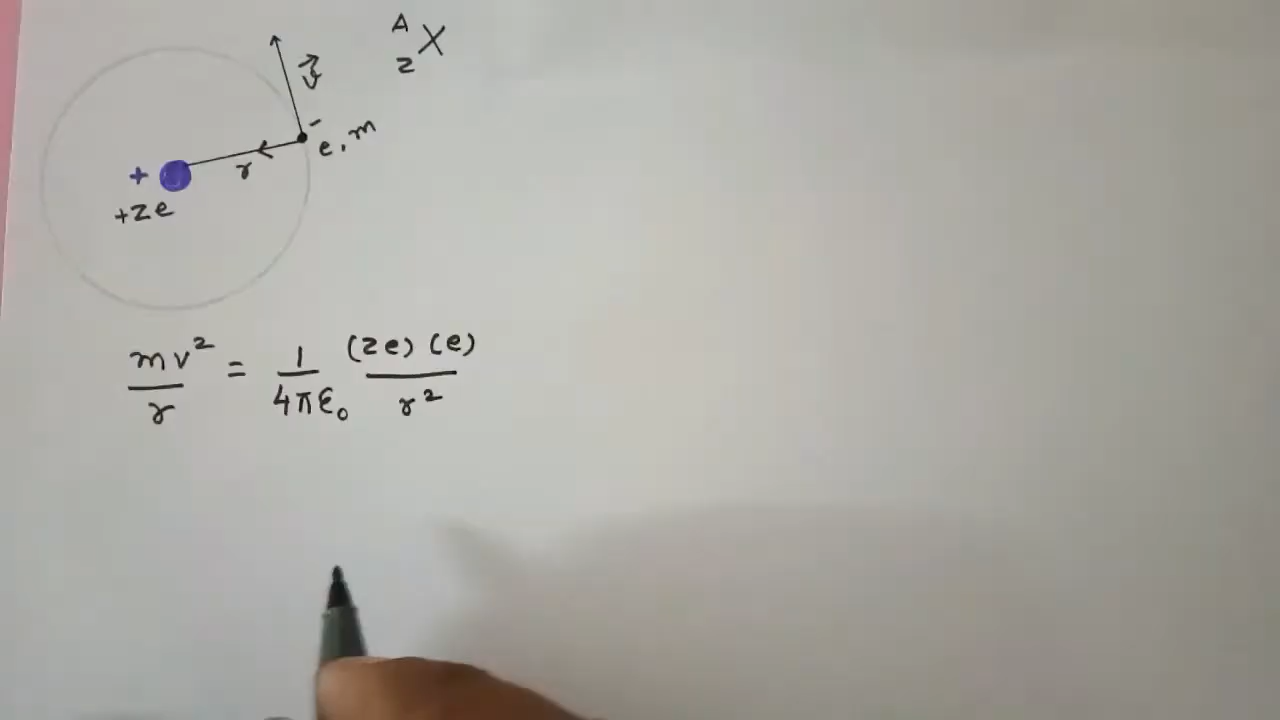 A
Z X
v⃗
-
e, m
r
+
+ze
mv² / r = 1 / 4πε₀ (ze) (e) / r²